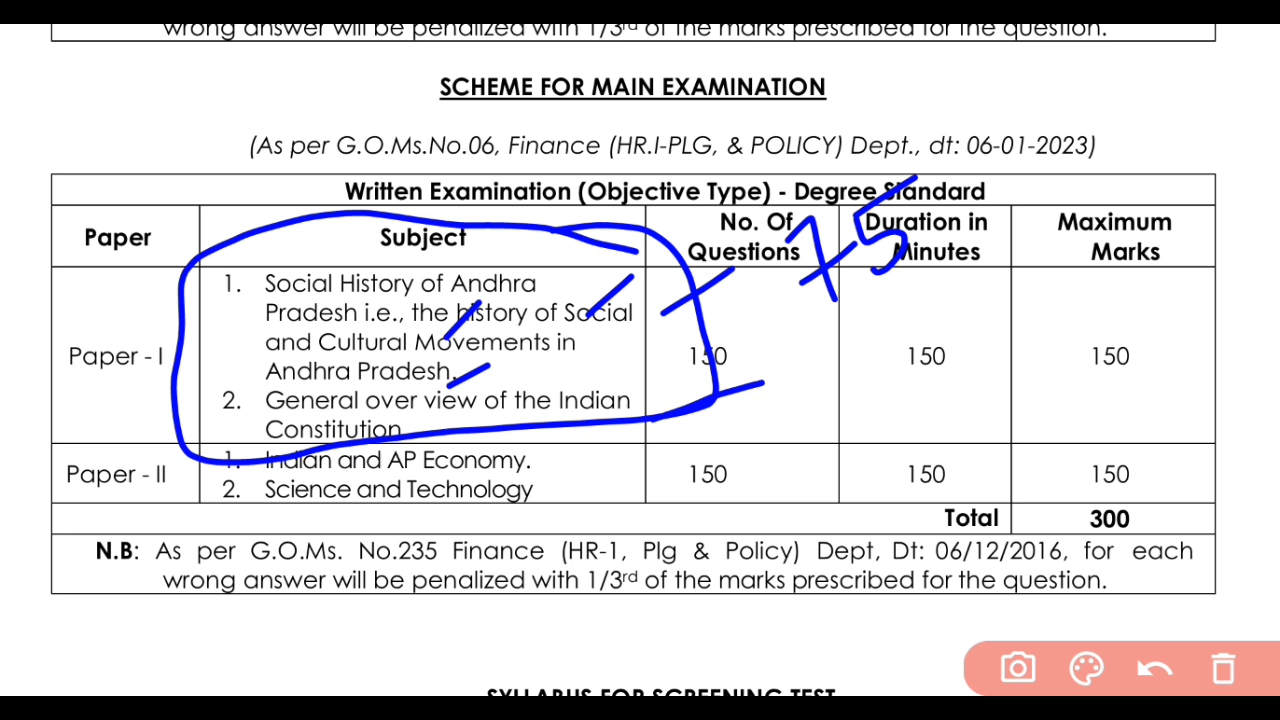 wrong answer will be penalized with 1/3rd of the marks prescribed for the question.
SCHEME FOR MAIN EXAMINATION
(As per G.O.Ms.No.06, Finance (HR.I-PLG, & POLICY) Dept., dt: 06-01-2023)
Written Examination (Objective Type) - Degree Standard
Paper Subject No. Of Questions Duration in Minutes Maximum Marks
75
Paper - I
1. Social History of Andhra
Pradesh i.e., the history of Social
and Cultural Movements in
Andhra Pradesh.
2. General over view of the Indian
Constitution
150 150 150
Paper - II
1. Indian and AP Economy.
2. Science and Technology
150 150 150
Total 300
N.B: As per G.O.Ms. No.235 Finance (HR-1, Plg & Policy) Dept, Dt: 06/12/2016, for each
wrong answer will be penalized with 1/3rd of the marks prescribed for the question.
SYLLABUS FOR SCREENING TEST